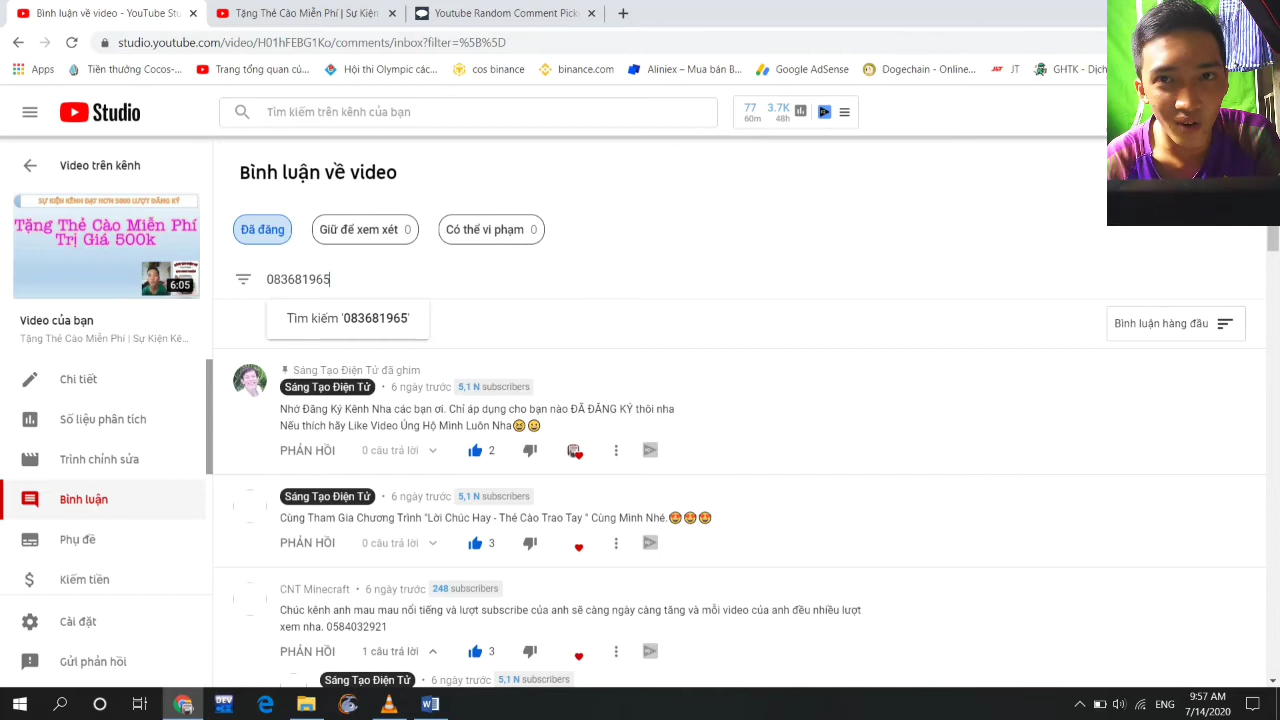 Bình luận về video - YouTube St
Tặng Thẻ Cào Miễn Phí
Youtube Random Comment Pick
studio.youtube.com/video/H01hFEBG1Ko/comments/inbox?filter=%5B%5D
Apps
Tiền thưởng Cocos-...
Trang tổng quan củ...
Hội thi Olympic các...
cos binance
binance.com
Aliniex – Mua bán B...
Google AdSense
Dogechain - Online...
JT
GHTK - Dịch
Studio
Tìm kiếm trên kênh của bạn
77
60m
3.7K
48h
Video trên kênh
SỰ KIỆN KÊNH ĐẠT HƠN 5000 LƯỢT ĐĂNG KÝ
Tặng Thẻ Cào Miễn Phí
Trị Giá 500k
6:05
Video của bạn
Tặng Thẻ Cào Miễn Phí | Sự Kiện Kê...
Chi tiết
Số liệu phân tích
Trình chỉnh sửa
Bình luận
Phụ đề
Kiếm tiền
Cài đặt
Gửi phản hồi
Bình luận về video
Đã đăng
Giữ để xem xét 0
Có thể vi phạm 0
083681965
Tìm kiếm '083681965'
Bình luận hàng đầu
Sáng Tạo Điện Tử đã ghim
Sáng Tạo Điện Tử • 6 ngày trước 5,1 N subscribers
Nhớ Đăng Ký Kênh Nha các bạn ơi. Chỉ áp dụng cho bạn nào ĐÃ ĐĂNG KÝ thôi nha
Nếu thích hãy Like Video Ủng Hộ Mình Luôn Nha😆😉
PHẢN HỒI 0 câu trả lời 2
Sáng Tạo Điện Tử • 6 ngày trước 5,1 N subscribers
Cùng Tham Gia Chương Trình "Lời Chúc Hay - Thẻ Cào Trao Tay " Cùng Mình Nhé.😍😍😍
PHẢN HỒI 0 câu trả lời 3
CNT Minecraft • 6 ngày trước 248 subscribers
Chúc kênh anh mau mau nổi tiếng và lượt subscribe của anh sẽ càng ngày càng tăng và mỗi video của anh đều nhiều lượt
xem nha. 0584032921
PHẢN HỒI 1 câu trả lời 3
Sáng Tạo Điện Tử • 6 ngày trước 5,1 N subscribers
ENG
9:57 AM
7/14/2020